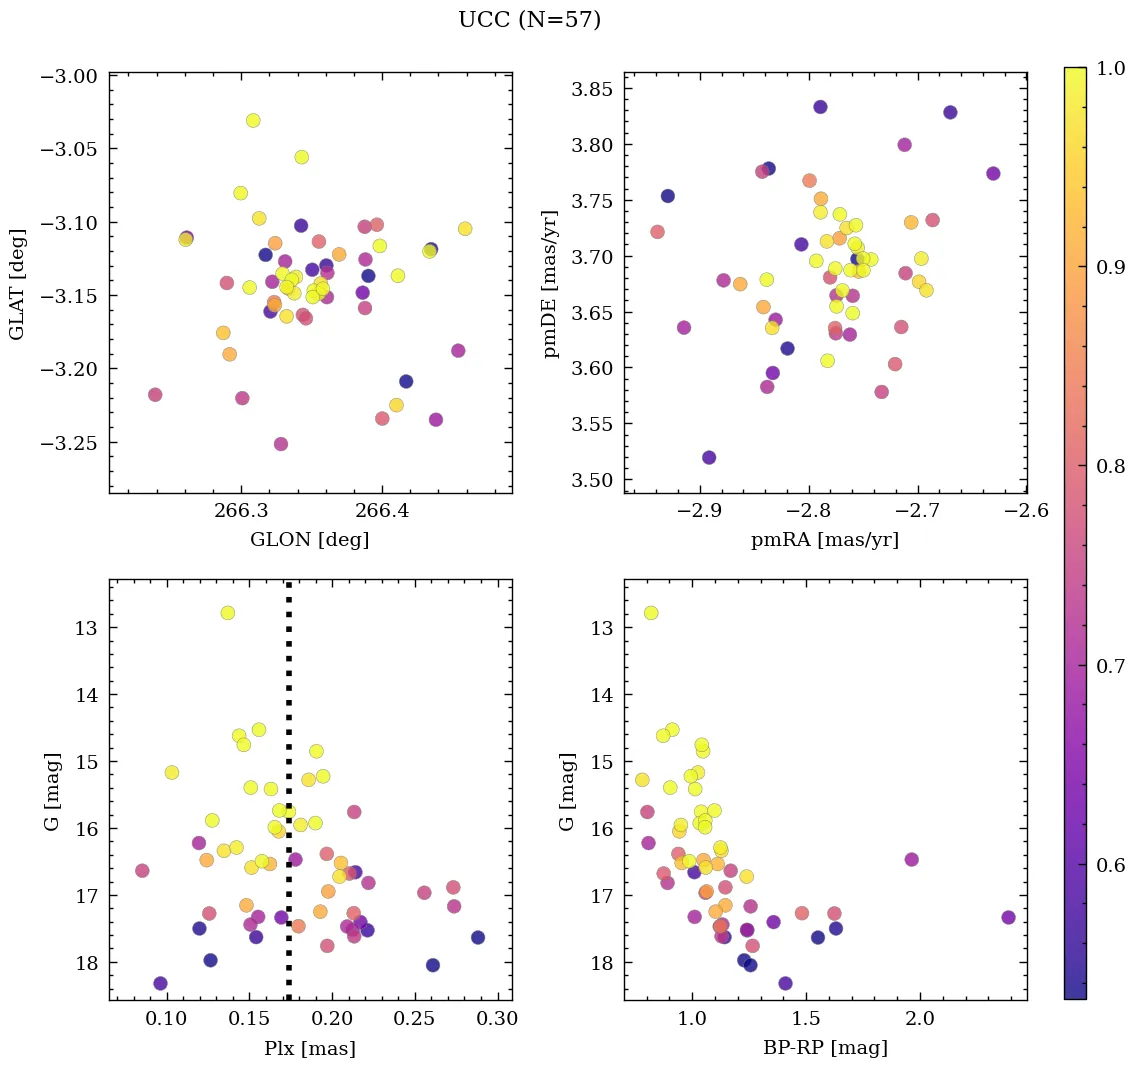 UCC (N=57)
−3.00
−3.05
−3.10
−3.15
−3.20
−3.25
GLAT [deg]
266.3 266.4
GLON [deg]
3.85
3.80
3.75
3.70
3.65
3.60
3.55
3.50
pmDE [mas/yr]
−2.9 −2.8 −2.7 −2.6
pmRA [mas/yr]
13
14
15
16
17
18
G [mag]
0.10 0.15 0.20 0.25 0.30
Plx [mas]
13
14
15
16
17
18
G [mag]
1.0 1.5 2.0
BP-RP [mag]
1.0
0.9
0.8
0.7
0.6